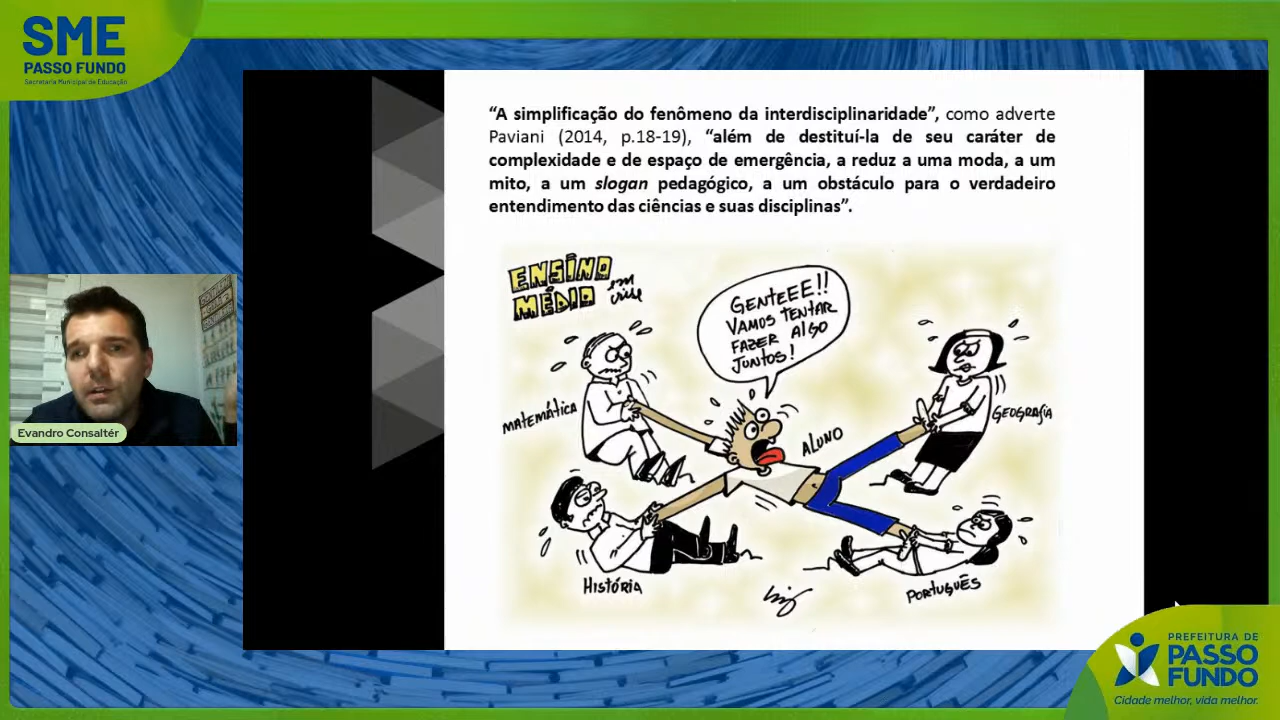 SME
PASSO FUNDO
Secretaria Municipal de Educação
“A simplificação do fenômeno da interdisciplinaridade”, como adverte
Paviani (2014, p.18-19), “além de destituí-la de seu caráter de
complexidade e de espaço de emergência, a reduz a uma moda, a um
mito, a um slogan pedagógico, a um obstáculo para o verdadeiro
entendimento das ciências e suas disciplinas”.
ENSINO
MÉDIO em
crise
GENTEEE!!
VAMOS TENTAR
FAZER ALGO
JUNTOS!
MATEMÁTICA
GEOGRAFIA
ALUNO
HISTÓRIA
PORTUGUÊS
Evandro Consaltér
PREFEITURA DE
PASSO
FUNDO
Cidade melhor, vida melhor.